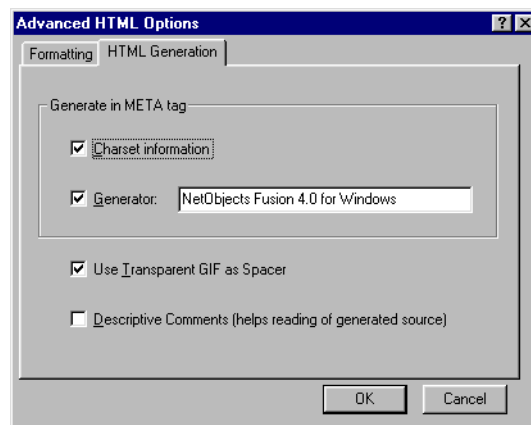 Advanced HTML Options
Formatting HTML Generation
Generate in META tag
Charset information
Generator: NetObjects Fusion 4.0 for Windows
Use Transparent GIF as Spacer
Descriptive Comments (helps reading of generated source)
OK Cancel